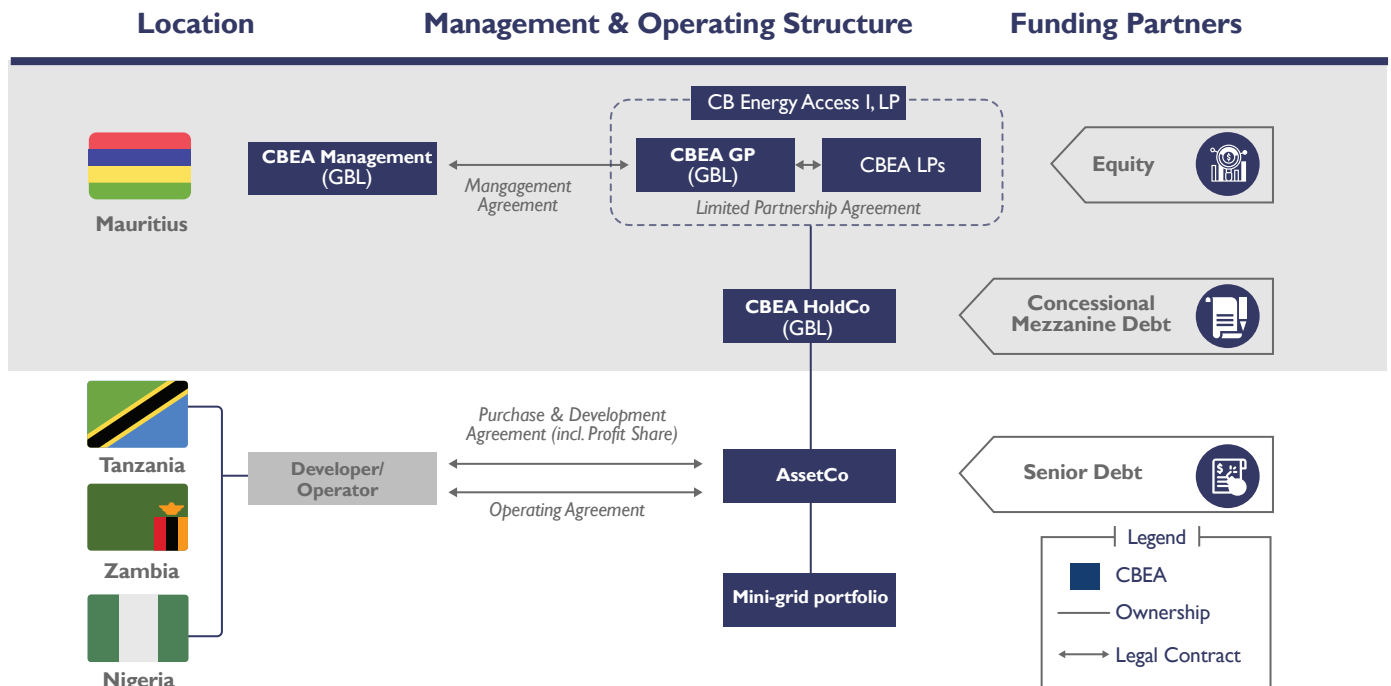 Location
Management & Operating Structure
Funding Partners
CB Energy Access I, LP
Mauritius
CBEA Management
(GBL)
Mangagement
Agreement
CBEA GP
(GBL)
CBEA LPs
Limited Partnership Agreement
Equity
CBEA HoldCo
(GBL)
Concessional
Mezzanine Debt
Tanzania
Zambia
Nigeria
Developer/
Operator
Purchase & Development
Agreement (incl. Profit Share)
Operating Agreement
AssetCo
Senior Debt
Mini-grid portfolio
Legend
CBEA
Ownership
Legal Contract